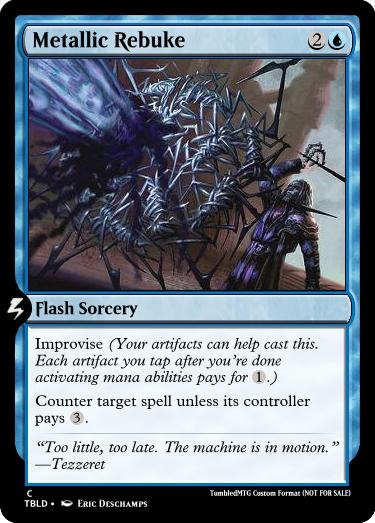 Metallic Rebuke 2
Flash Sorcery
Improvise (Your artifacts can help cast this.
Each artifact you tap after you're done
activating mana abilities pays for 1.)
Counter target spell unless its controller
pays 3.
"Too little, too late. The machine is in motion."
—Tezzeret
C
TBLD • Eric Deschamps
TumbledMTG Custom Format (NOT FOR SALE)